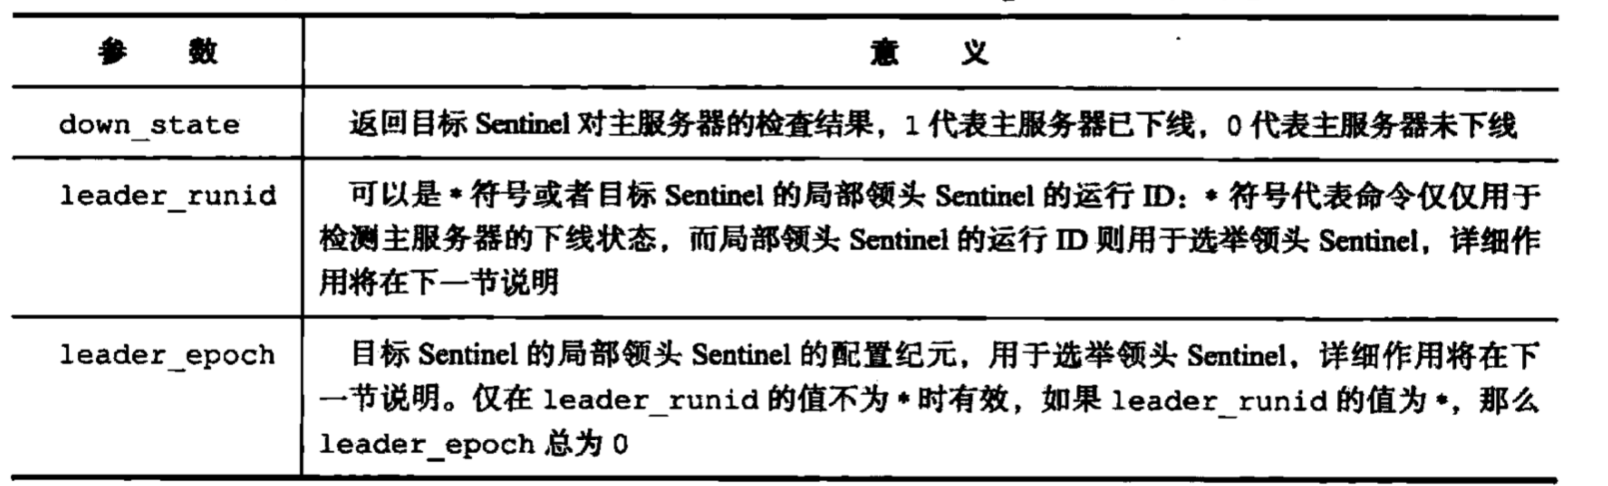 参 数 意 义
down_state 返回目标 Sentinel 对主服务器的检查结果，1 代表主服务器已下线，0 代表主服务器未下线
leader_runid 可以是 * 符号或者目标 Sentinel 的局部领头 Sentinel 的运行 ID：* 符号代表命令仅仅用于
检测主服务器的下线状态，而局部领头 Sentinel 的运行 ID 则用于选举领头 Sentinel，详细作
用将在下一节说明
leader_epoch 目标 Sentinel 的局部领头 Sentinel 的配置纪元，用于选举领头 Sentinel，详细作用将在下
一节说明。仅在 leader_runid 的值不为 * 时有效，如果 leader_runid 的值为 *，那么
leader_epoch 总为 0